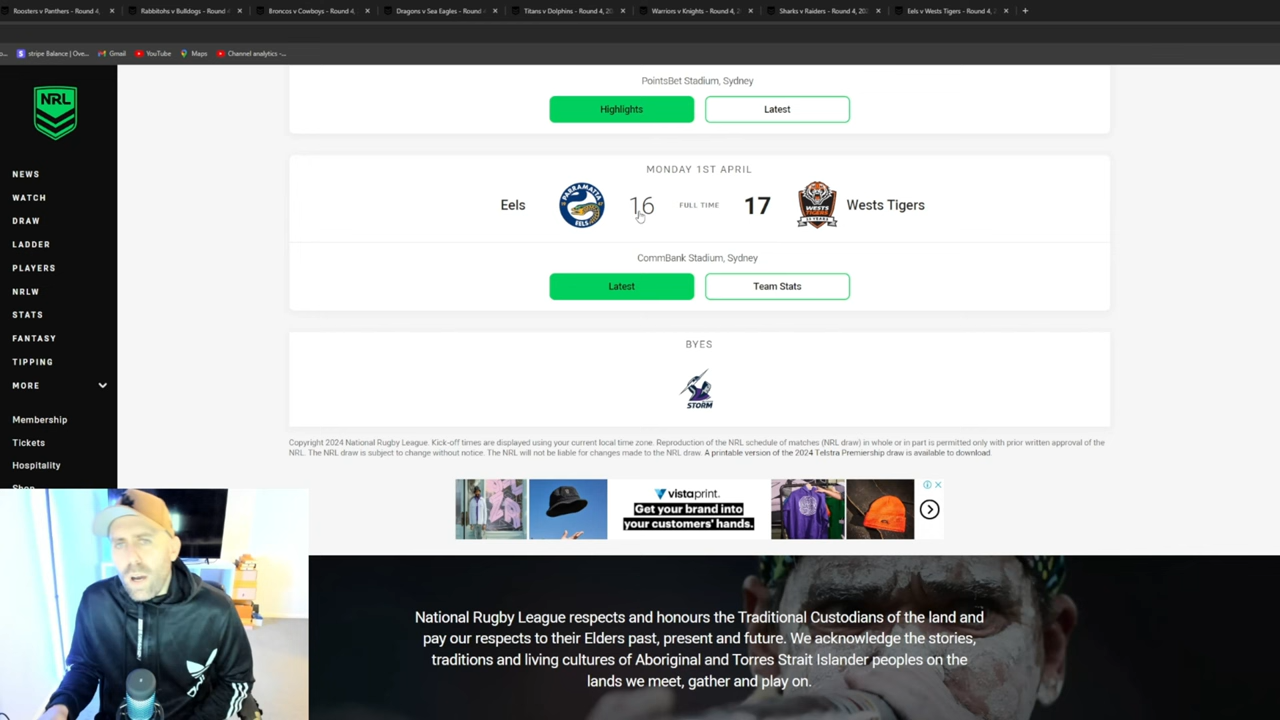 Roosters v Panthers - Round 4,
Rabbitohs v Bulldogs - Round 4
Broncos v Cowboys - Round 4,
Dragons v Sea Eagles - Round 4
Titans v Dolphins - Round 4, 20
Warriors v Knights - Round 4, 2
Sharks v Raiders - Round 4, 202
Eels v Wests Tigers - Round 4,
stripe Balance | Ove...
Gmail
YouTube
Maps
Channel analytics -...
NRL
NEWS
WATCH
DRAW
LADDER
PLAYERS
NRLW
STATS
FANTASY
TIPPING
MORE
Membership
Tickets
Hospitality
Shop
PointsBet Stadium, Sydney
Highlights
Latest
MONDAY 1ST APRIL
Eels
PARRAMATTA
EELS
16
FULL TIME
17
WESTS
TIGERS
Wests Tigers
CommBank Stadium, Sydney
Latest
Team Stats
BYES
STORM
Copyright 2024 National Rugby League. Kick-off times are displayed using your current local time zone. Reproduction of the NRL schedule of matches (NRL draw) in whole or in part is permitted only with prior written approval of the
NRL. The NRL draw is subject to change without notice. The NRL will not be liable for changes made to the NRL draw. A printable version of the 2024 Telstra Premiership draw is available to download.
vistaprint.
Get your brand into
your customers' hands.
National Rugby League respects and honours the Traditional Custodians of the land and
pay our respects to their Elders past, present and future. We acknowledge the stories,
traditions and living cultures of Aboriginal and Torres Strait Islander peoples on the
lands we meet, gather and play on.